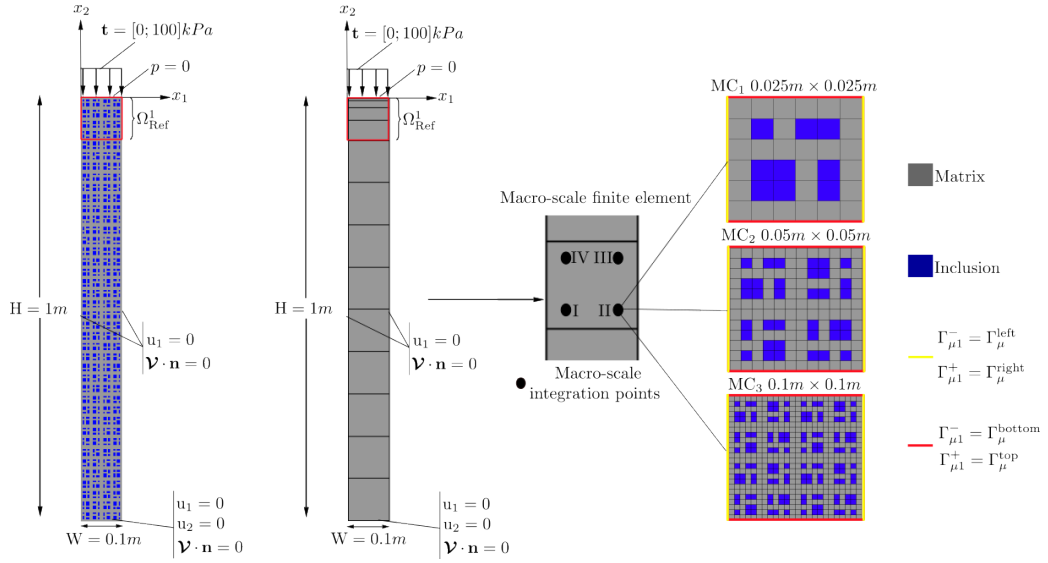 x₂
t = [0; 100]kPa
p = 0
x₁
Ω¹Ref
H = 1m
u₁ = 0
𝓥 · n = 0
u₁ = 0
u₂ = 0
𝓥 · n = 0
W = 0.1m
x₂
t = [0; 100]kPa
p = 0
x₁
Ω¹Ref
H = 1m
u₁ = 0
𝓥 · n = 0
u₁ = 0
u₂ = 0
𝓥 · n = 0
W = 0.1m
Macro-scale finite element
IV III
I II
Macro-scale
integration points
MC₁ 0.025m × 0.025m
MC₂ 0.05m × 0.05m
MC₃ 0.1m × 0.1m
Matrix
Inclusion
Γ⁻μ1 = Γleftμ
Γ⁺μ1 = Γrightμ
Γ⁻μ1 = Γbottomμ
Γ⁺μ1 = Γtopμ